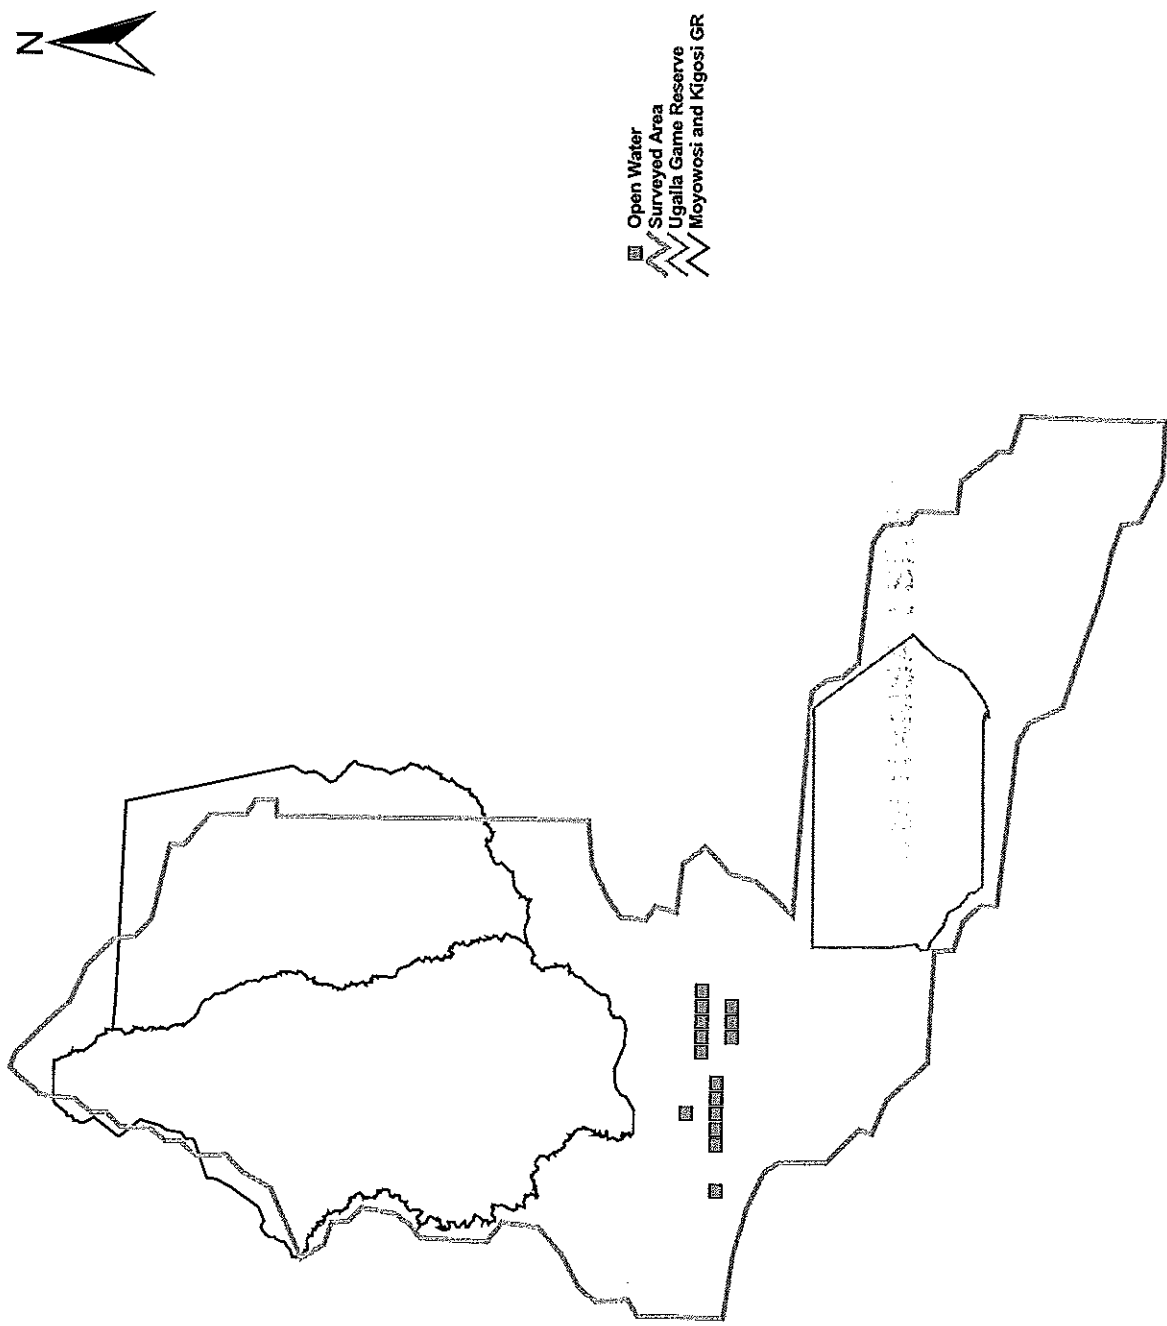 N
Open Water
Surveyed Area
Ugalla Game Reserve
Moyowosi and Kigosi GR